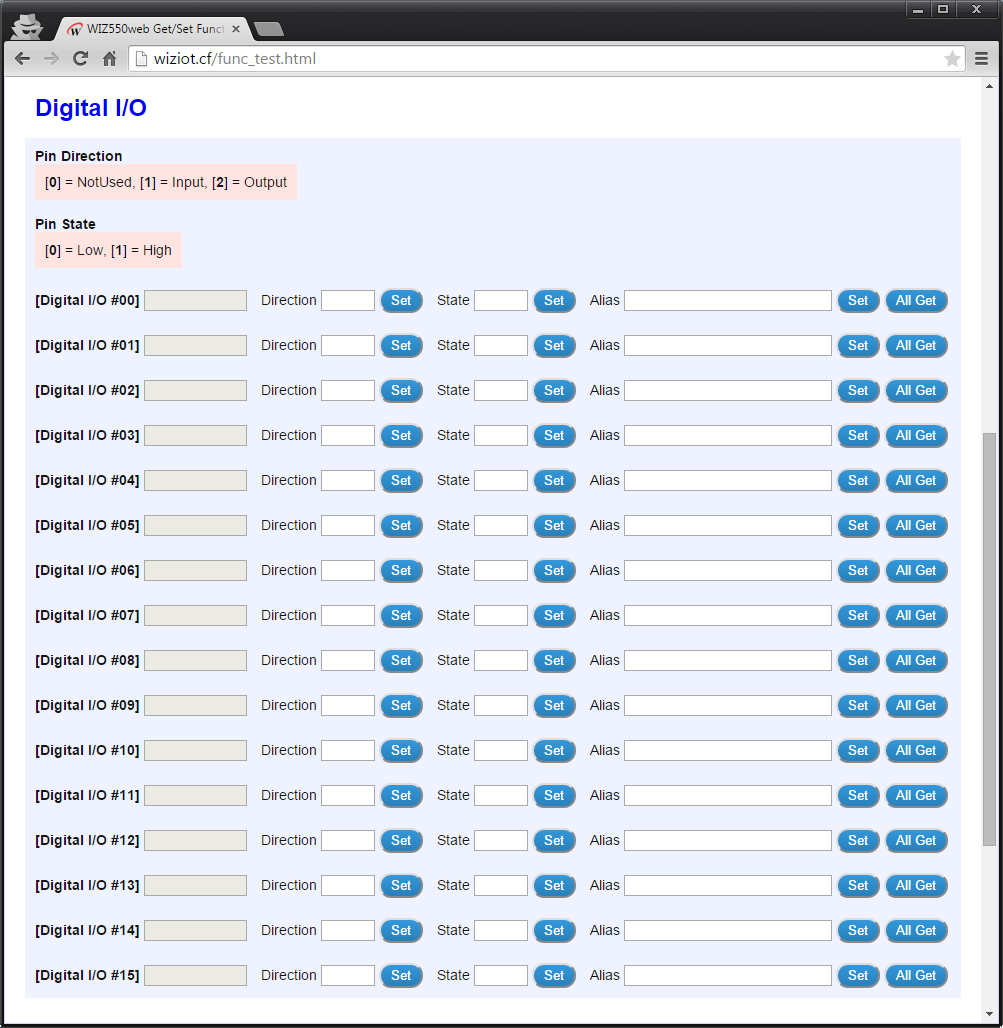 WIZ550web Get/Set Funct
wiziot.cf/func_test.html
Digital I/O
Pin Direction
[0] = NotUsed, [1] = Input, [2] = Output
Pin State
[0] = Low, [1] = High
[Digital I/O #00] Direction Set State Set Alias Set All Get
[Digital I/O #01] Direction Set State Set Alias Set All Get
[Digital I/O #02] Direction Set State Set Alias Set All Get
[Digital I/O #03] Direction Set State Set Alias Set All Get
[Digital I/O #04] Direction Set State Set Alias Set All Get
[Digital I/O #05] Direction Set State Set Alias Set All Get
[Digital I/O #06] Direction Set State Set Alias Set All Get
[Digital I/O #07] Direction Set State Set Alias Set All Get
[Digital I/O #08] Direction Set State Set Alias Set All Get
[Digital I/O #09] Direction Set State Set Alias Set All Get
[Digital I/O #10] Direction Set State Set Alias Set All Get
[Digital I/O #11] Direction Set State Set Alias Set All Get
[Digital I/O #12] Direction Set State Set Alias Set All Get
[Digital I/O #13] Direction Set State Set Alias Set All Get
[Digital I/O #14] Direction Set State Set Alias Set All Get
[Digital I/O #15] Direction Set State Set Alias Set All Get